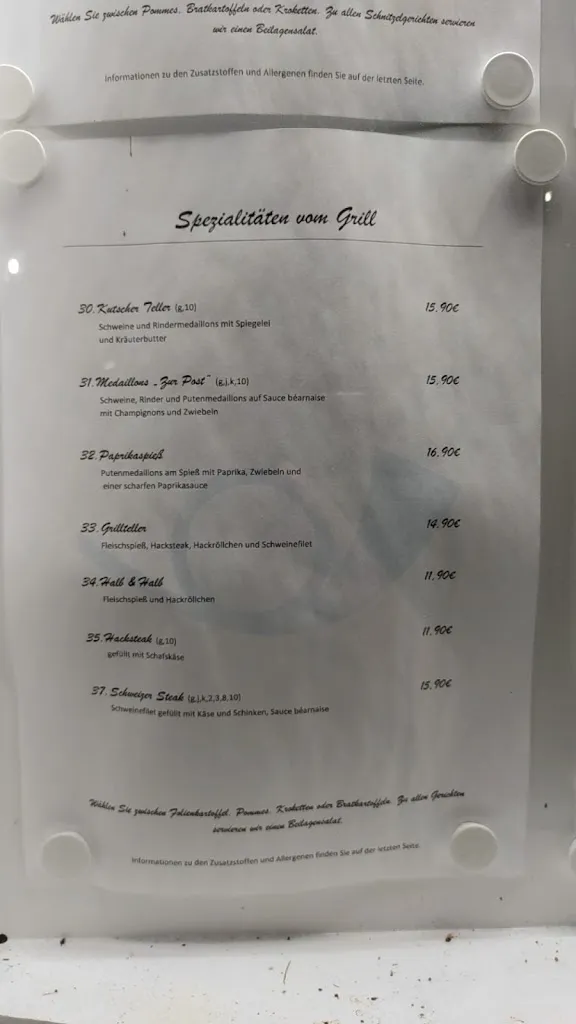 Wählen Sie zwischen Pommes, Bratkartoffeln oder Kroketten. Zu allen Schnitzelgerichten servieren
wir einen Beilagensalat.
Informationen zu den Zusatzstoffen und Allergenen finden Sie auf der letzten Seite.
Spezialitäten vom Grill
30. Kutscher Teller (g,10) 15,90€
Schweine und Rindermedaillons mit Spiegelei
und Kräuterbutter
31. Medaillons „Zur Post" (g,j,k,10) 15,90€
Schweine, Rinder und Putenmedaillons auf Sauce béarnaise
mit Champignons und Zwiebeln
32. Paprikaspieß 16,90€
Putenmedaillons am Spieß mit Paprika, Zwiebeln und
einer scharfen Paprikasauce
33. Grillteller 14,90€
Fleischspieß, Hacksteak, Hackröllchen und Schweinefilet
34. Halb & Halb 11,90€
Fleischspieß und Hackröllchen
35. Hacksteak (g,10) 11,90€
gefüllt mit Schafskäse
37. Schweizer Steak (g,j,k,2,3,8,10) 15,90€
Schweinefilet gefüllt mit Käse und Schinken, Sauce béarnaise
Wählen Sie zwischen Folienkartoffel, Pommes, Kroketten oder Bratkartoffeln. Zu allen Gerichten
servieren wir einen Beilagensalat.
Informationen zu den Zusatzstoffen und Allergenen finden Sie auf der letzten Seite.